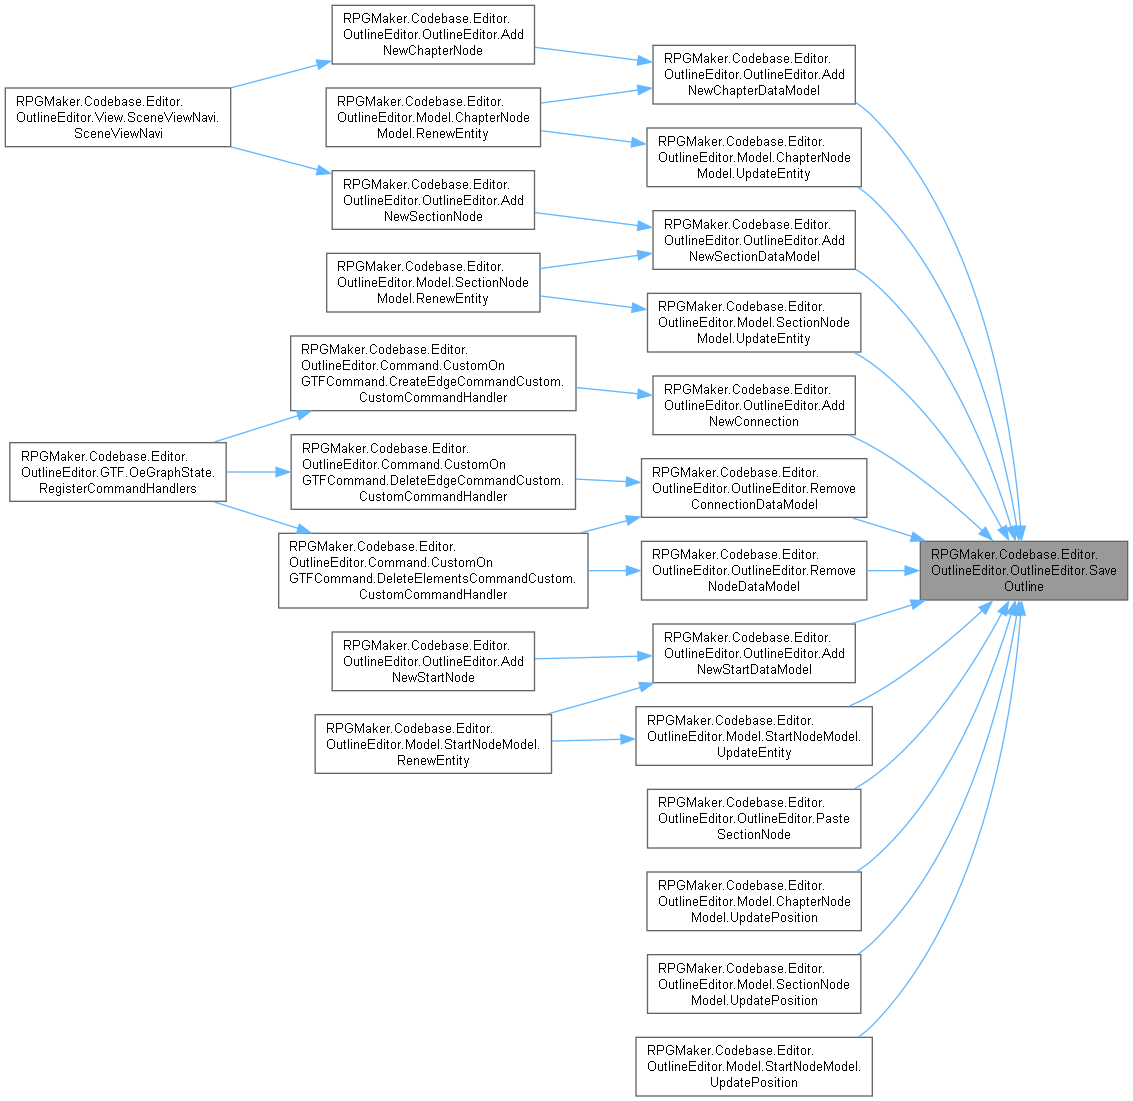 RPGMaker.Codebase.Editor.
OutlineEditor.OutlineEditor.Add
NewChapterNode
RPGMaker.Codebase.Editor.
OutlineEditor.OutlineEditor.Add
NewChapterDataModel
RPGMaker.Codebase.Editor.
OutlineEditor.View.SceneViewNavi.
SceneViewNavi
RPGMaker.Codebase.Editor.
OutlineEditor.Model.ChapterNode
Model.RenewEntity
RPGMaker.Codebase.Editor.
OutlineEditor.Model.ChapterNode
Model.UpdateEntity
RPGMaker.Codebase.Editor.
OutlineEditor.OutlineEditor.Add
NewSectionNode
RPGMaker.Codebase.Editor.
OutlineEditor.OutlineEditor.Add
NewSectionDataModel
RPGMaker.Codebase.Editor.
OutlineEditor.Model.SectionNode
Model.RenewEntity
RPGMaker.Codebase.Editor.
OutlineEditor.Model.SectionNode
Model.UpdateEntity
RPGMaker.Codebase.Editor.
OutlineEditor.Command.CustomOn
GTFCommand.CreateEdgeCommandCustom.
CustomCommandHandler
RPGMaker.Codebase.Editor.
OutlineEditor.OutlineEditor.Add
NewConnection
RPGMaker.Codebase.Editor.
OutlineEditor.GTF.OeGraphState.
RegisterCommandHandlers
RPGMaker.Codebase.Editor.
OutlineEditor.Command.CustomOn
GTFCommand.DeleteEdgeCommandCustom.
CustomCommandHandler
RPGMaker.Codebase.Editor.
OutlineEditor.OutlineEditor.Remove
ConnectionDataModel
RPGMaker.Codebase.Editor.
OutlineEditor.Command.CustomOn
GTFCommand.DeleteElementsCommandCustom.
CustomCommandHandler
RPGMaker.Codebase.Editor.
OutlineEditor.OutlineEditor.Remove
NodeDataModel
RPGMaker.Codebase.Editor.
OutlineEditor.OutlineEditor.Save
Outline
RPGMaker.Codebase.Editor.
OutlineEditor.OutlineEditor.Add
NewStartNode
RPGMaker.Codebase.Editor.
OutlineEditor.OutlineEditor.Add
NewStartDataModel
RPGMaker.Codebase.Editor.
OutlineEditor.Model.StartNodeModel.
RenewEntity
RPGMaker.Codebase.Editor.
OutlineEditor.Model.StartNodeModel.
UpdateEntity
RPGMaker.Codebase.Editor.
OutlineEditor.OutlineEditor.Paste
SectionNode
RPGMaker.Codebase.Editor.
OutlineEditor.Model.ChapterNode
Model.UpdatePosition
RPGMaker.Codebase.Editor.
OutlineEditor.Model.SectionNode
Model.UpdatePosition
RPGMaker.Codebase.Editor.
OutlineEditor.Model.StartNodeModel.
UpdatePosition